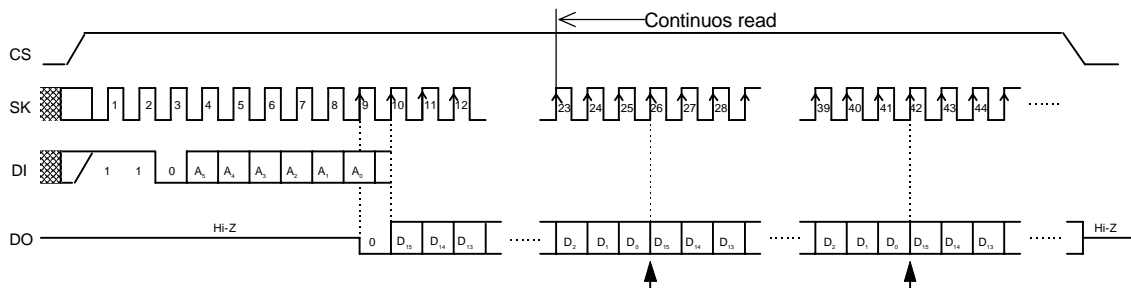 Continuos read
CS
SK 1 2 3 4 5 6 7 8 9 10 11 12 23 24 25 26 27 28 39 40 41 42 43 44
DI 1 1 0 A5 A4 A3 A2 A1 A0
DO Hi-Z 0 D15 D14 D13 D2 D1 D0 D15 D14 D13 D2 D1 D0 D15 D14 D13 Hi-Z